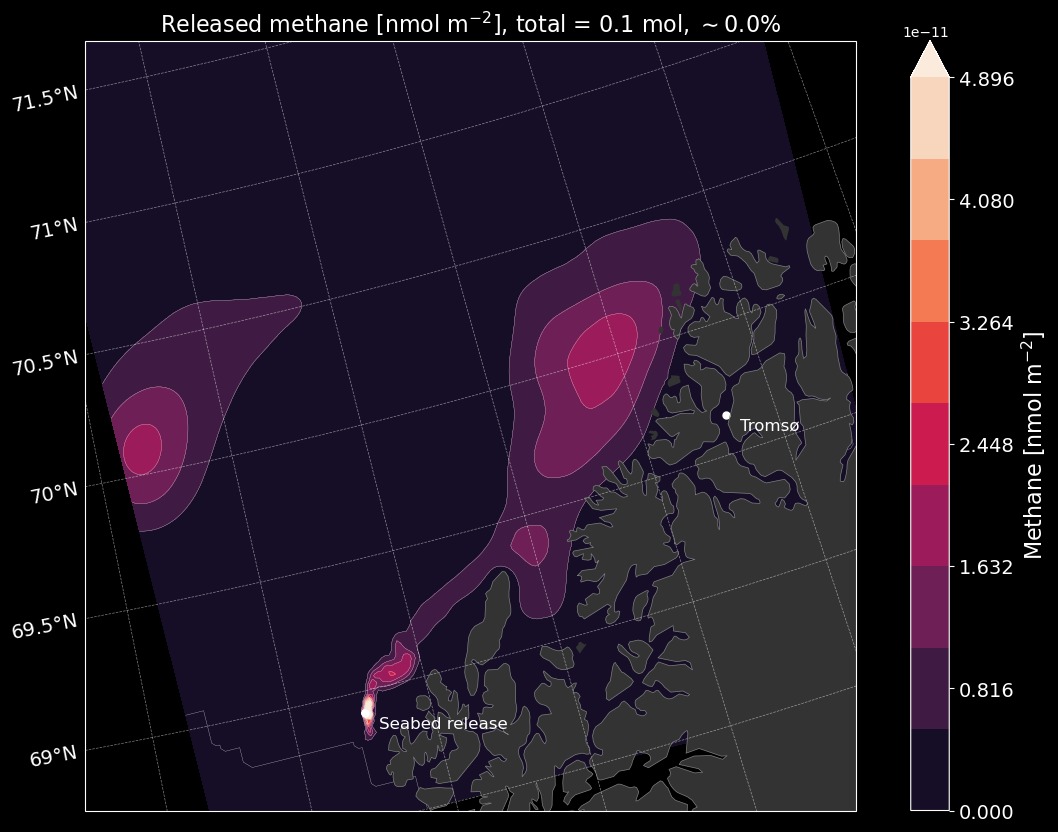 Released methane [nmol m⁻²], total = 0.1 mol, ~0.0%
1e−11
71.5°N
71°N
70.5°N
70°N
69.5°N
69°N
Tromsø
Seabed release
4.896
4.080
3.264
2.448
1.632
0.816
0.000
Methane [nmol m⁻²]